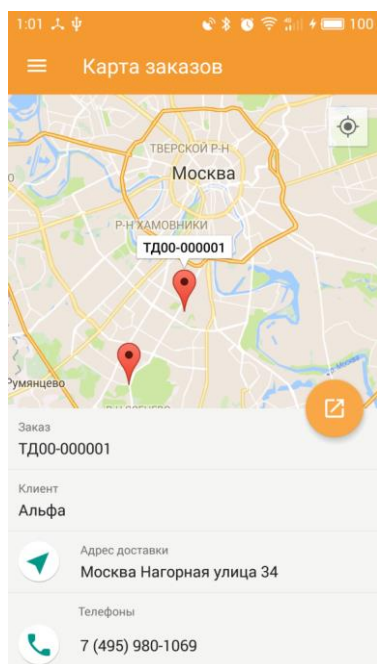 1:01
100
Карта заказов
ТВЕРСКОЙ Р-Н
Москва
Р-Н ХАМОВНИКИ
ТД00-000001
Румянцево
Заказ
ТД00-000001
Клиент
Альфа
Адрес доставки
Москва Нагорная улица 34
Телефоны
7 (495) 980-1069